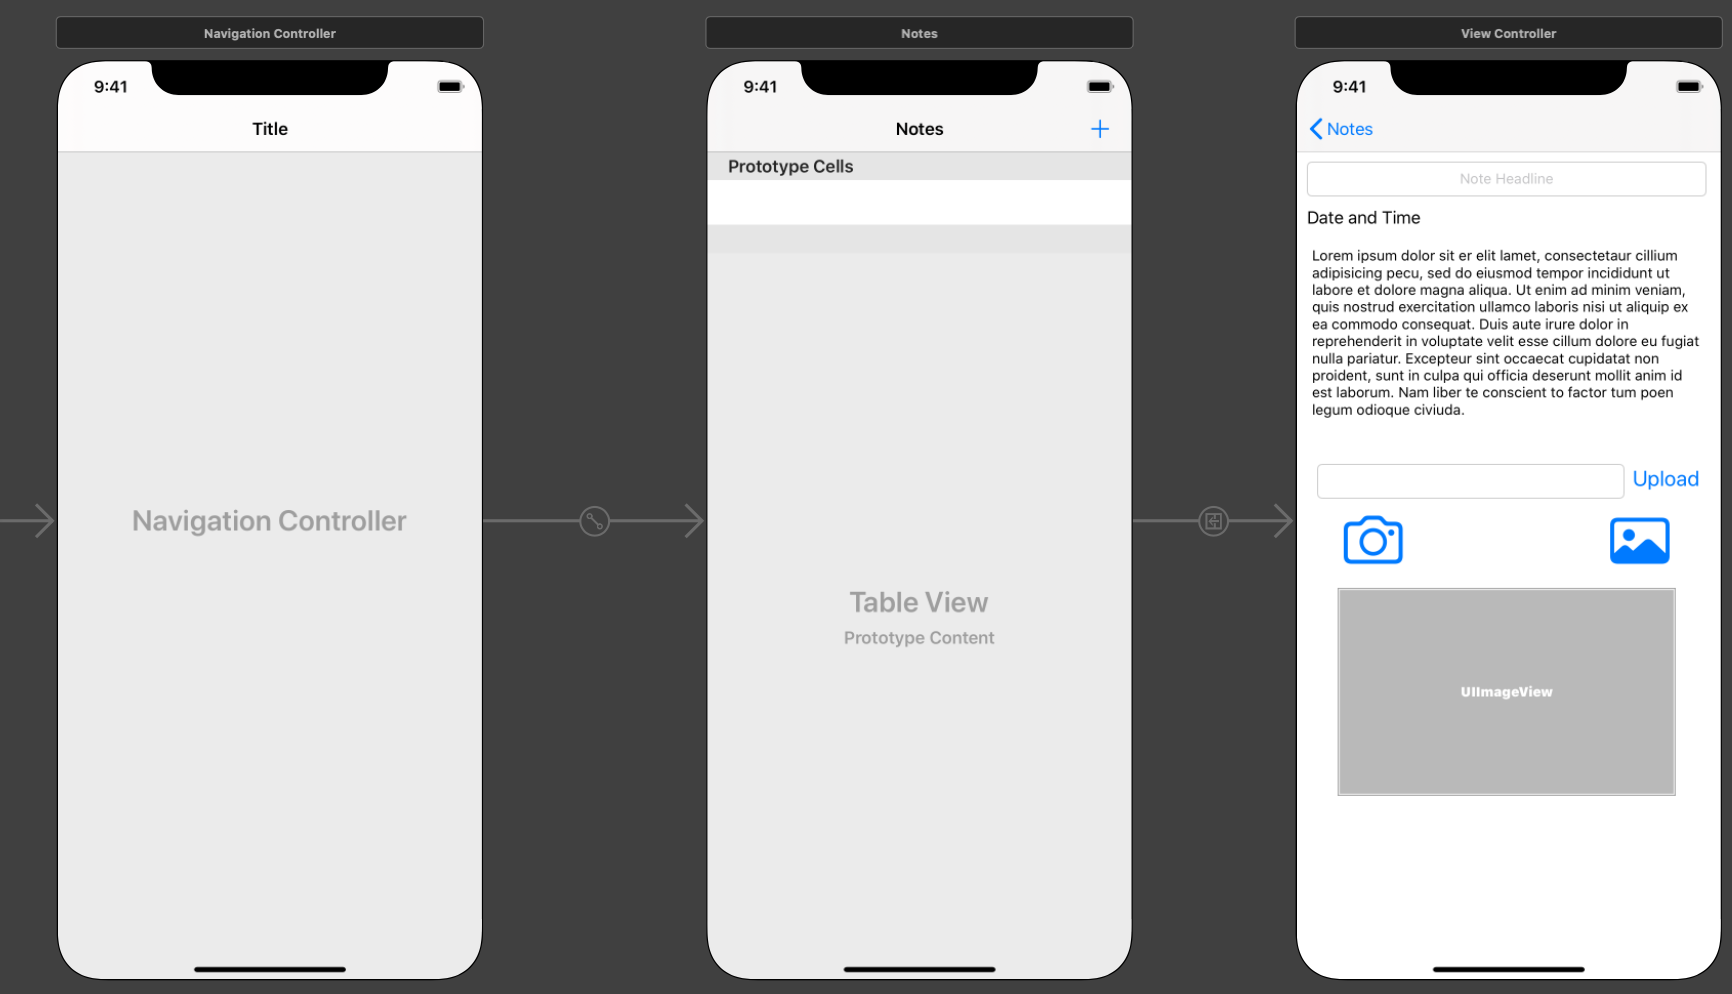 Navigation Controller
9:41
Title
Navigation Controller
Notes
9:41
Notes
Prototype Cells
Table View
Prototype Content
View Controller
9:41
Notes
Note Headline
Date and Time
Lorem ipsum dolor sit er elit lamet, consectetaur cillium
adipisicing pecu, sed do eiusmod tempor incididunt ut
labore et dolore magna aliqua. Ut enim ad minim veniam,
quis nostrud exercitation ullamco laboris nisi ut aliquip ex
ea commodo consequat. Duis aute irure dolor in
reprehenderit in voluptate velit esse cillum dolore eu fugiat
nulla pariatur. Excepteur sint occaecat cupidatat non
proident, sunt in culpa qui officia deserunt mollit anim id
est laborum. Nam liber te conscient to factor tum poen
legum odioque civiuda.
Upload
UIImageView